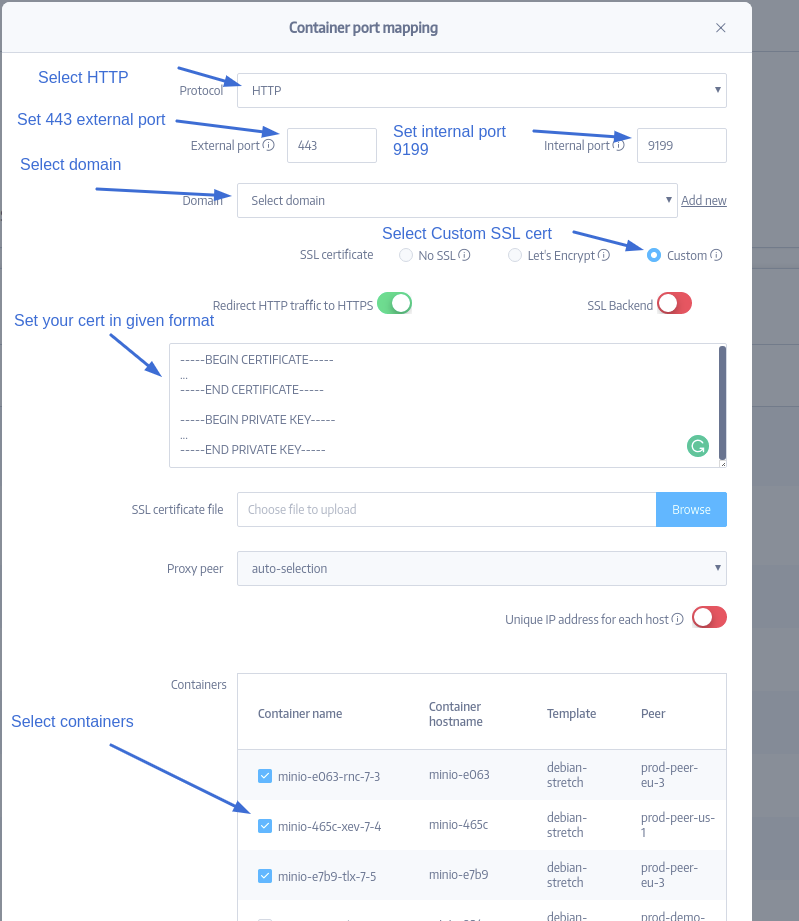 Container port mapping
Select HTTP
Protocol
HTTP
Set 443 external port
External port
443
Set internal port
9199
Internal port
9199
Select domain
Domain
Select domain
Add new
Select Custom SSL cert
SSL certificate
No SSL
Let's Encrypt
Custom
Redirect HTTP traffic to HTTPS
SSL Backend
Set your cert in given format
-----BEGIN CERTIFICATE-----
...
-----END CERTIFICATE-----
-----BEGIN PRIVATE KEY-----
...
-----END PRIVATE KEY-----
SSL certificate file
Choose file to upload
Browse
Proxy peer
auto-selection
Unique IP address for each host
Containers
Select containers
Container name
Container
hostname
Template
Peer
minio-e063-rnc-7-3
minio-e063
debian-
stretch
prod-peer-
eu-3
minio-465c-xev-7-4
minio-465c
debian-
stretch
prod-peer-us-
1
minio-e7b9-tlx-7-5
minio-e7b9
debian-
stretch
prod-peer-
eu-3
debian-
prod-demo-